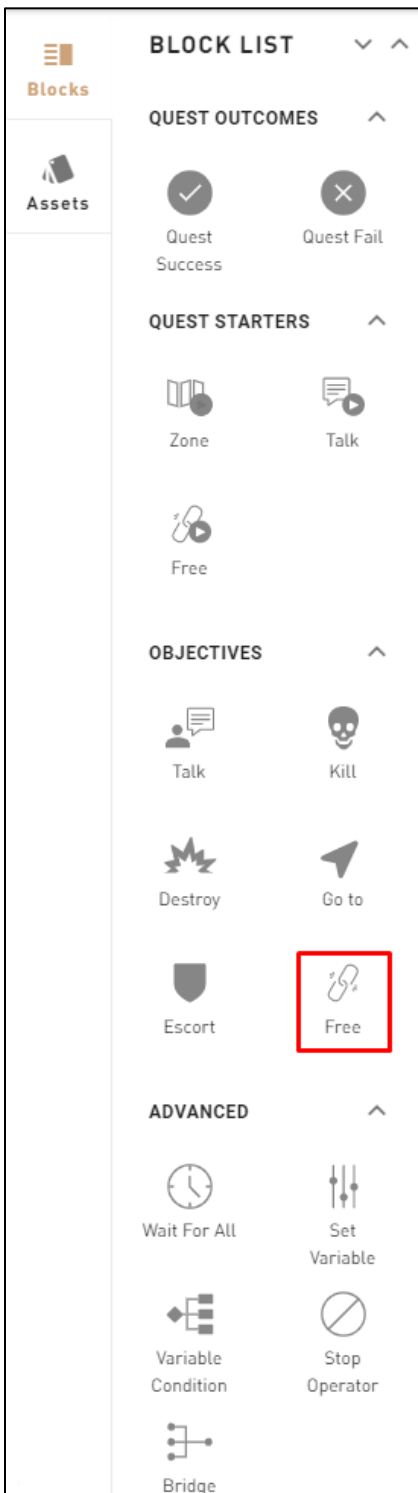 BLOCK LIST
Blocks
QUEST OUTCOMES
Assets
Quest
Success
Quest Fail
QUEST STARTERS
Zone
Talk
Free
OBJECTIVES
Talk
Kill
Destroy
Go to
Escort
Free
ADVANCED
Wait For All
Set
Variable
Variable
Condition
Stop
Operator
Bridge